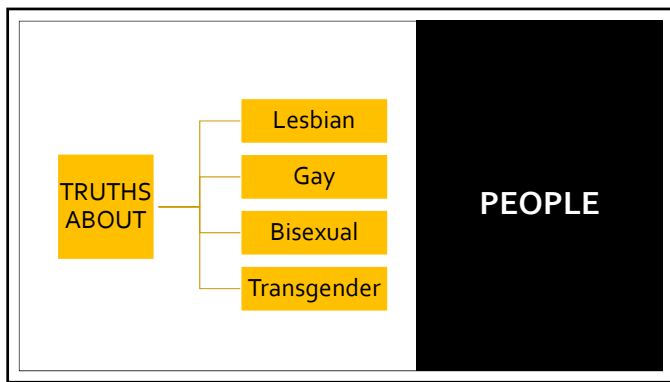 TRUTHS
ABOUT
Lesbian
Gay
Bisexual
Transgender
PEOPLE